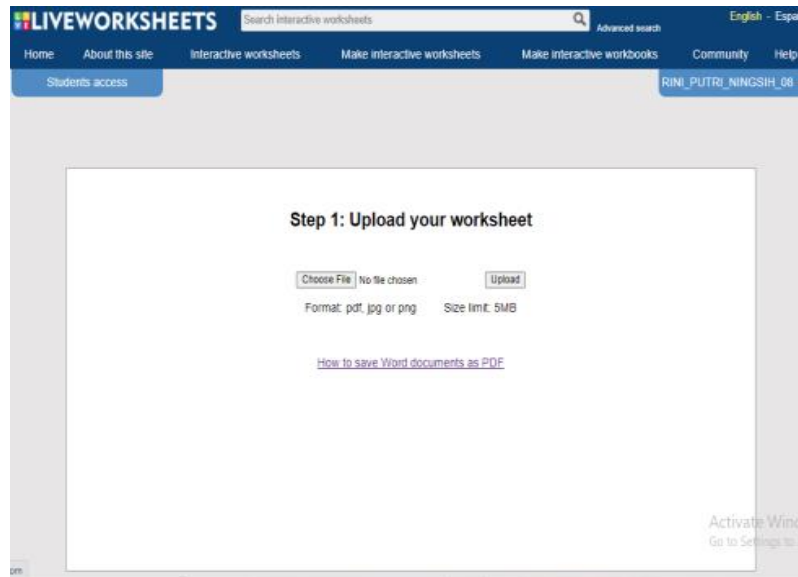 LIVEWORKSHEETS
Search interactive worksheets
Advanced search
English - Espa
Home About this site Interactive worksheets Make interactive worksheets Make interactive workbooks Community Help
Students access
RINI_PUTRI_NINGSIH_08
Step 1: Upload your worksheet
Choose File No file chosen Upload
Format: pdf, jpg or png Size limit: 5MB
How to save Word documents as PDF
Activate Wind
Go to Settings to
om